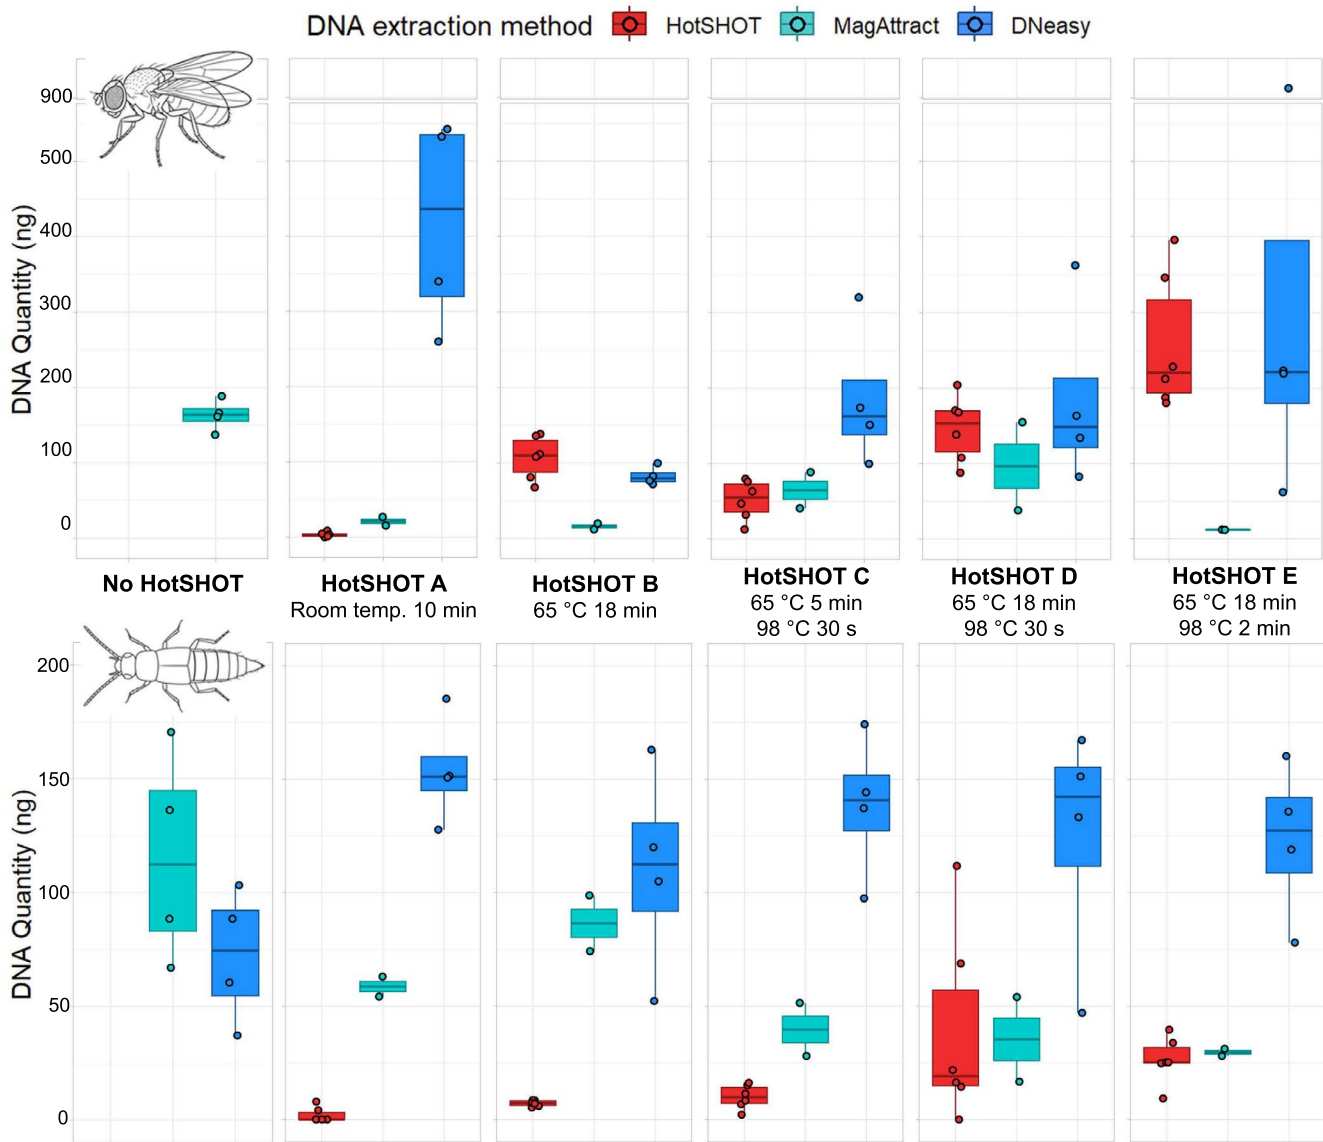 DNA extraction method HotSHOT MagAttract DNeasy
DNA Quantity (ng)
900
500
400
300
200
100
0
No HotSHOT
HotSHOT A
Room temp. 10 min
HotSHOT B
65 °C 18 min
HotSHOT C
65 °C 5 min
98 °C 30 s
HotSHOT D
65 °C 18 min
98 °C 30 s
HotSHOT E
65 °C 18 min
98 °C 2 min
DNA Quantity (ng)
200
150
100
50
0